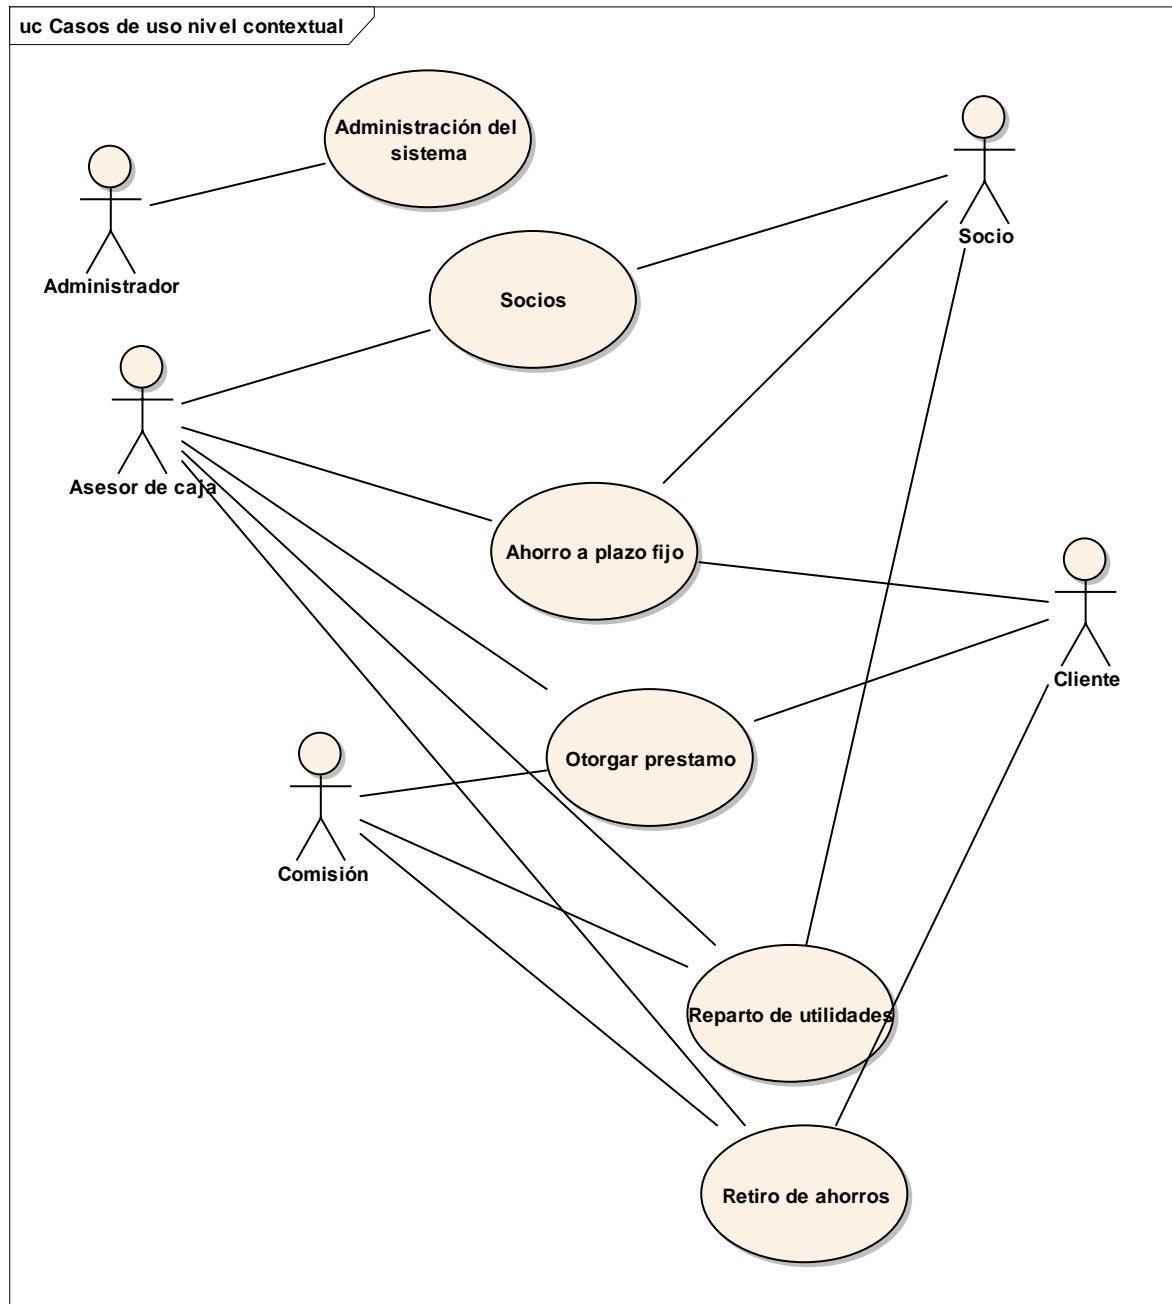 uc Casos de uso nivel contextual
Administración del
sistema
Socio
Administrador
Socios
Asesor de caja
Ahorro a plazo fijo
Cliente
Otorgar prestamo
Comisión
Reparto de utilidades
Retiro de ahorros